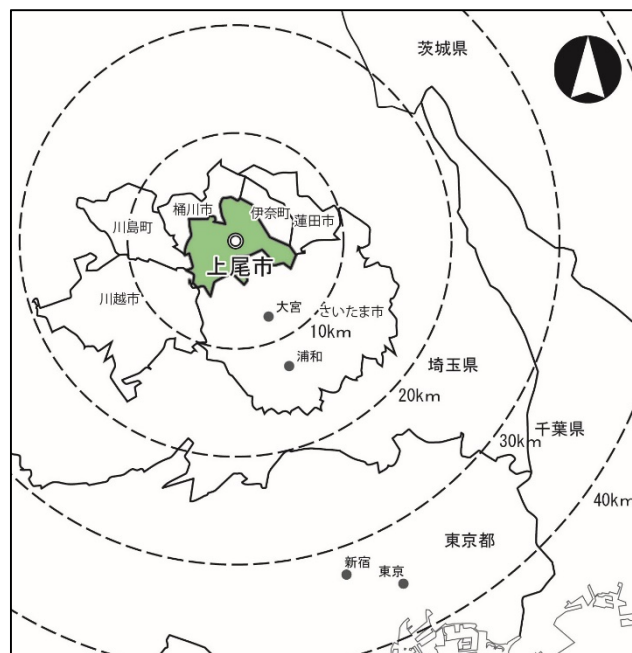 茨城県
桶川市
伊奈町
蓮田市
川島町
上尾市
川越市
大宮
さいたま市
10km
浦和
埼玉県
20km
千葉県
30km
40km
東京都
新宿
東京